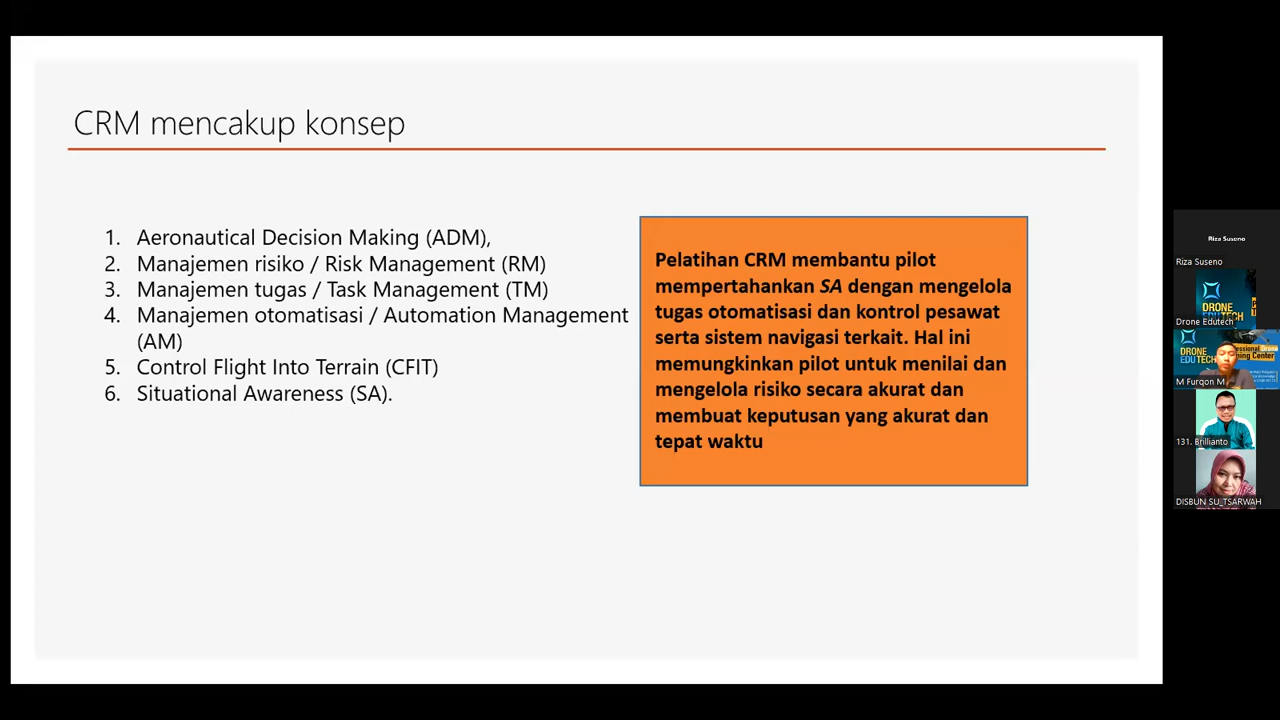 CRM mencakup konsep
1. Aeronautical Decision Making (ADM),
2. Manajemen risiko / Risk Management (RM)
3. Manajemen tugas / Task Management (TM)
4. Manajemen otomatisasi / Automation Management
(AM)
5. Control Flight Into Terrain (CFIT)
6. Situational Awareness (SA).
Pelatihan CRM membantu pilot
mempertahankan SA dengan mengelola
tugas otomatisasi dan kontrol pesawat
serta sistem navigasi terkait. Hal ini
memungkinkan pilot untuk menilai dan
mengelola risiko secara akurat dan
membuat keputusan yang akurat dan
tepat waktu
Riza Suseno
Riza Suseno
DRONE
Drone Edutech
DRONE
EDUTECH
M Furqon M
131. Brillianto
DISBUN SU_TSARWAH